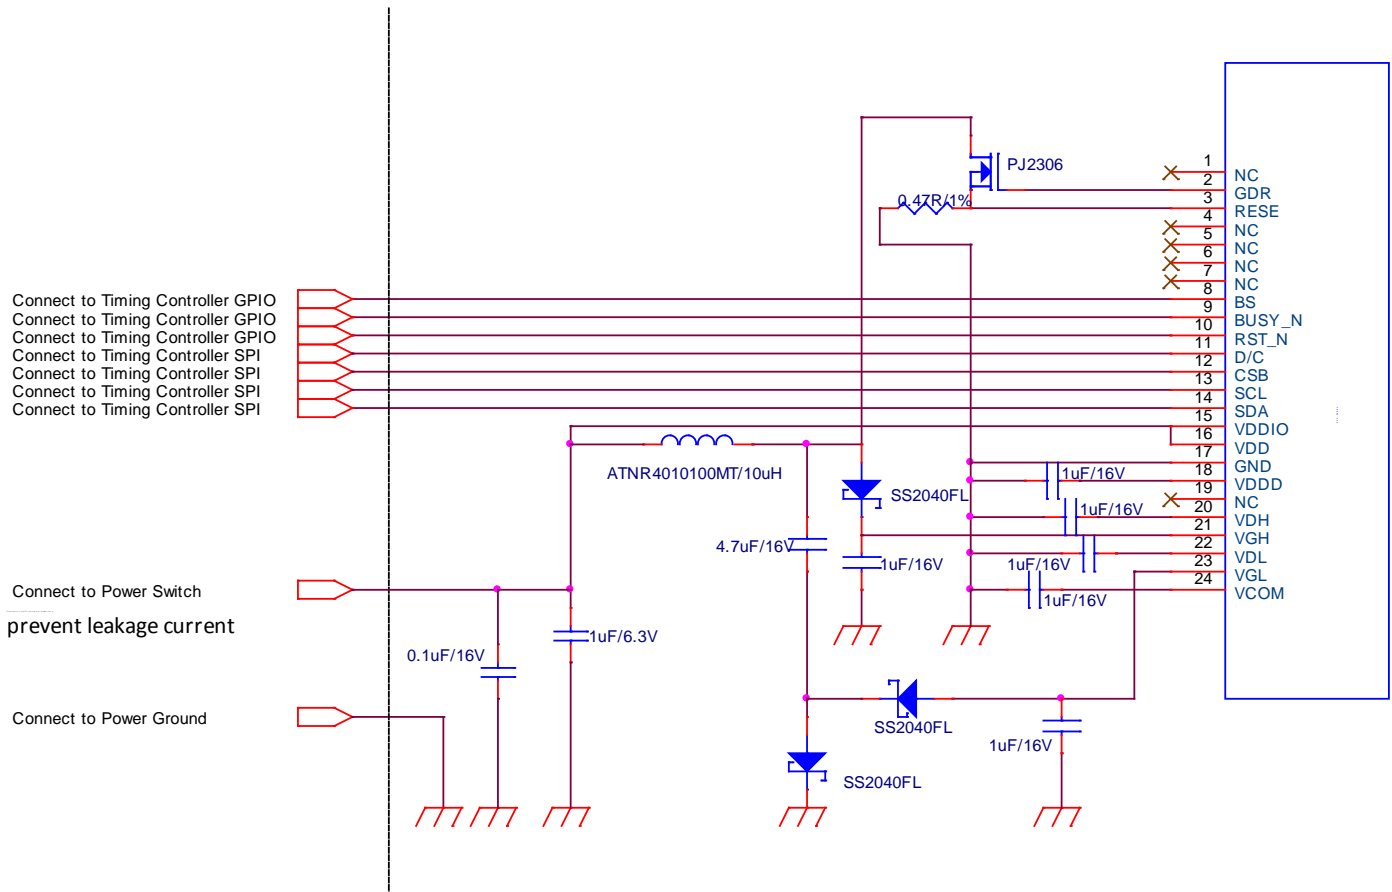 PJ2306
0.47R/1%
1
NC
2
GDR
3
RESE
4
NC
5
NC
6
NC
7
NC
8
BS
9
BUSY_N
10
RST_N
11
D/C
12
CSB
13
SCL
14
SDA
15
VDDIO
16
VDD
17
GND
18
VDDD
19
NC
20
VDH
21
VGH
22
VDL
23
VGL
24
VCOM
Connect to Timing Controller GPIO
Connect to Timing Controller GPIO
Connect to Timing Controller GPIO
Connect to Timing Controller SPI
Connect to Timing Controller SPI
Connect to Timing Controller SPI
Connect to Timing Controller SPI
ATNR4010100MT/10uH
SS2040FL
1uF/16V
1uF/16V
4.7uF/16V
1uF/16V
1uF/16V
1uF/16V
Connect to Power Switch
prevent leakage current
1uF/6.3V
0.1uF/16V
Connect to Power Ground
SS2040FL
1uF/16V
SS2040FL